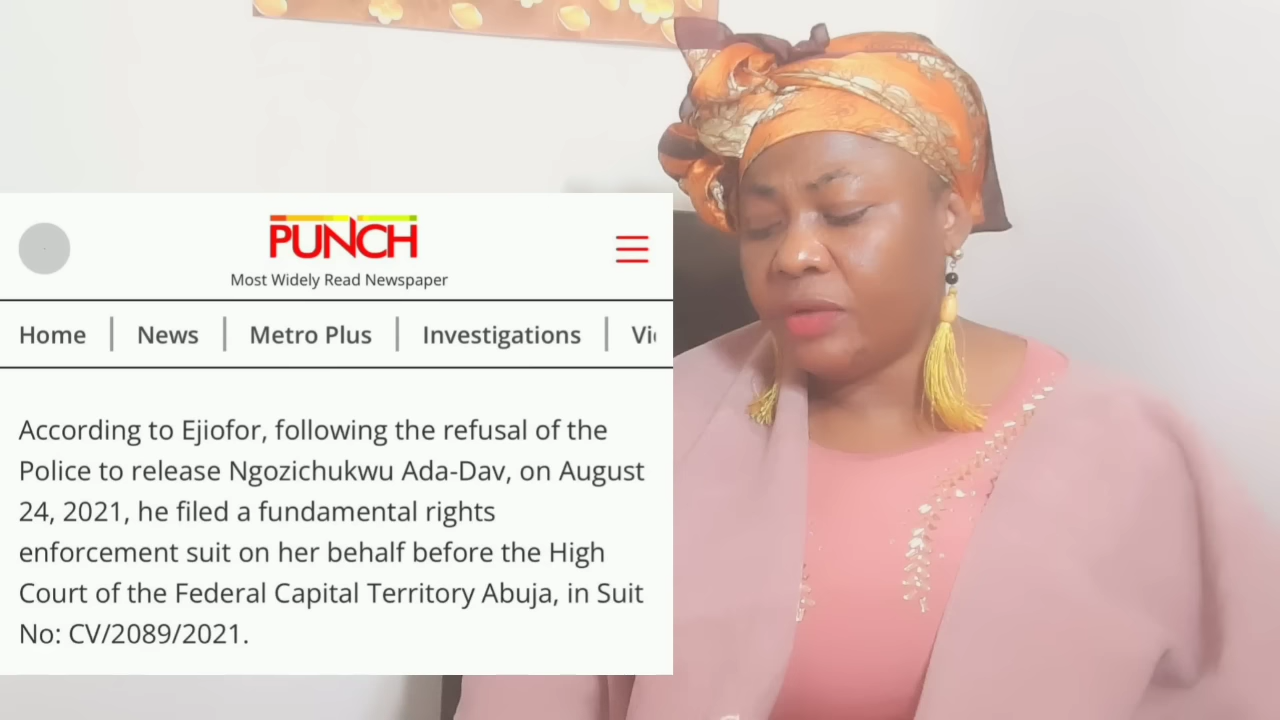 PUNCH
Most Widely Read Newspaper
Home | News | Metro Plus | Investigations | Vi
According to Ejiofor, following the refusal of the
Police to release Ngozichukwu Ada-Dav, on August
24, 2021, he filed a fundamental rights
enforcement suit on her behalf before the High
Court of the Federal Capital Territory Abuja, in Suit
No: CV/2089/2021.